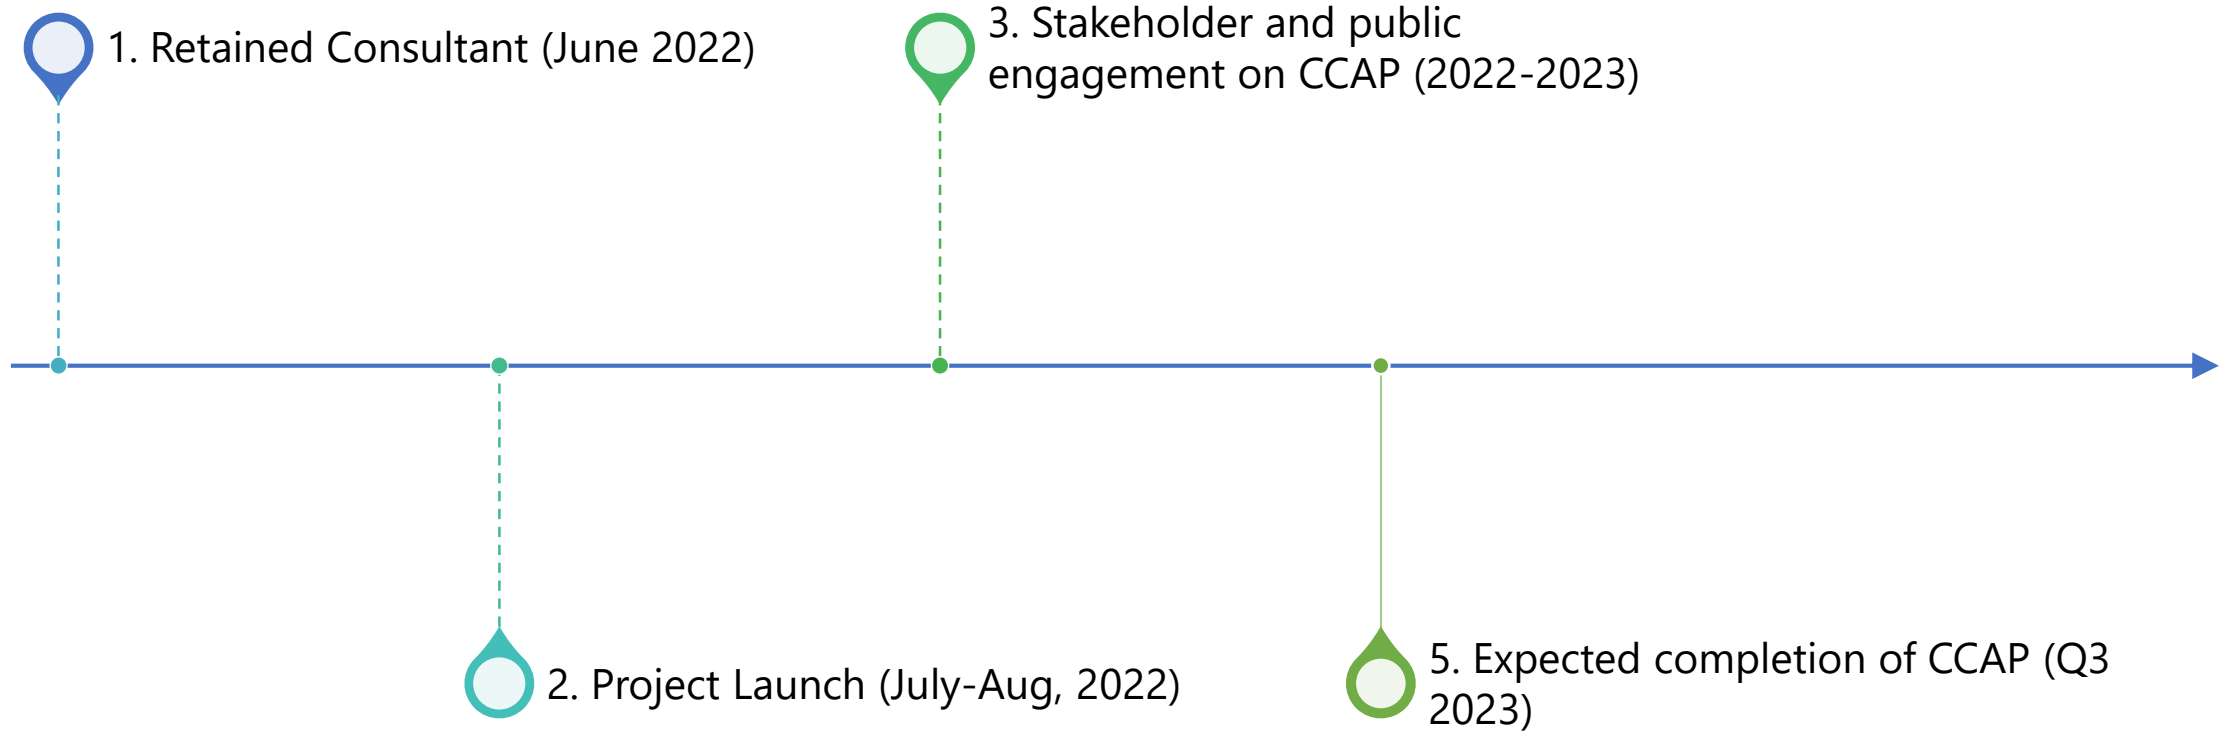 1. Retained Consultant (June 2022)
3. Stakeholder and public
engagement on CCAP (2022-2023)
2. Project Launch (July-Aug, 2022)
5. Expected completion of CCAP (Q3
2023)